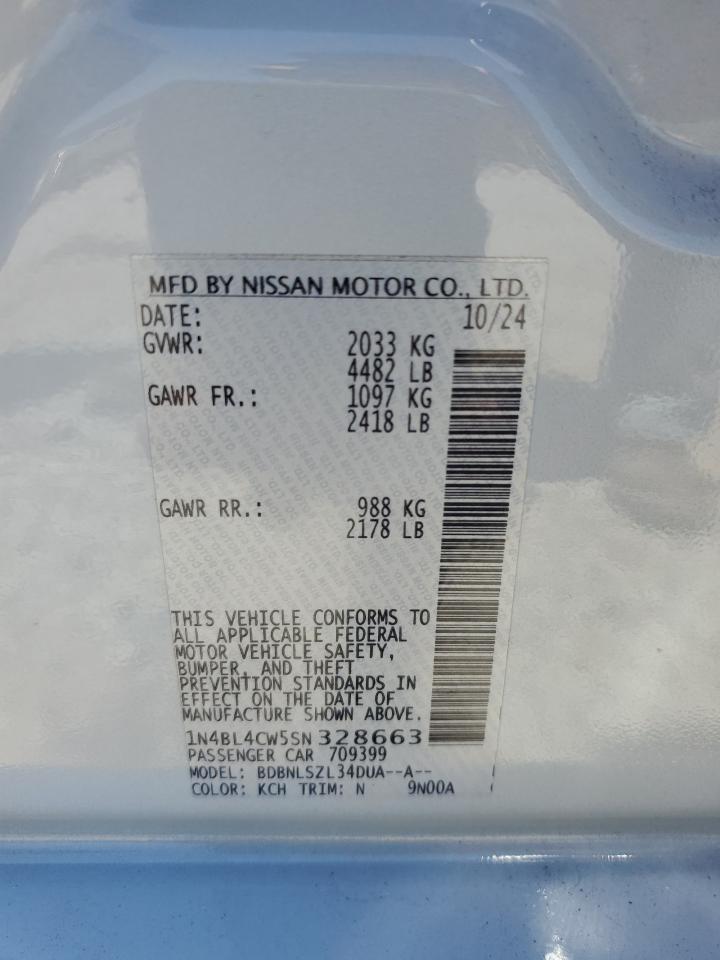 MFD BY NISSAN MOTOR CO., LTD.
DATE: 10/24
GVWR: 2033 KG
4482 LB
GAWR FR.: 1097 KG
2418 LB
GAWR RR.: 988 KG
2178 LB
THIS VEHICLE CONFORMS TO
ALL APPLICABLE FEDERAL
MOTOR VEHICLE SAFETY,
BUMPER, AND THEFT
PREVENTION STANDARDS IN
EFFECT ON THE DATE OF
MANUFACTURE SHOWN ABOVE.
1N4BL4CW5SN328663
PASSENGER CAR 709399
MODEL: BDBNLSZL34DUA--A--
COLOR: KCH TRIM: N 9N00A